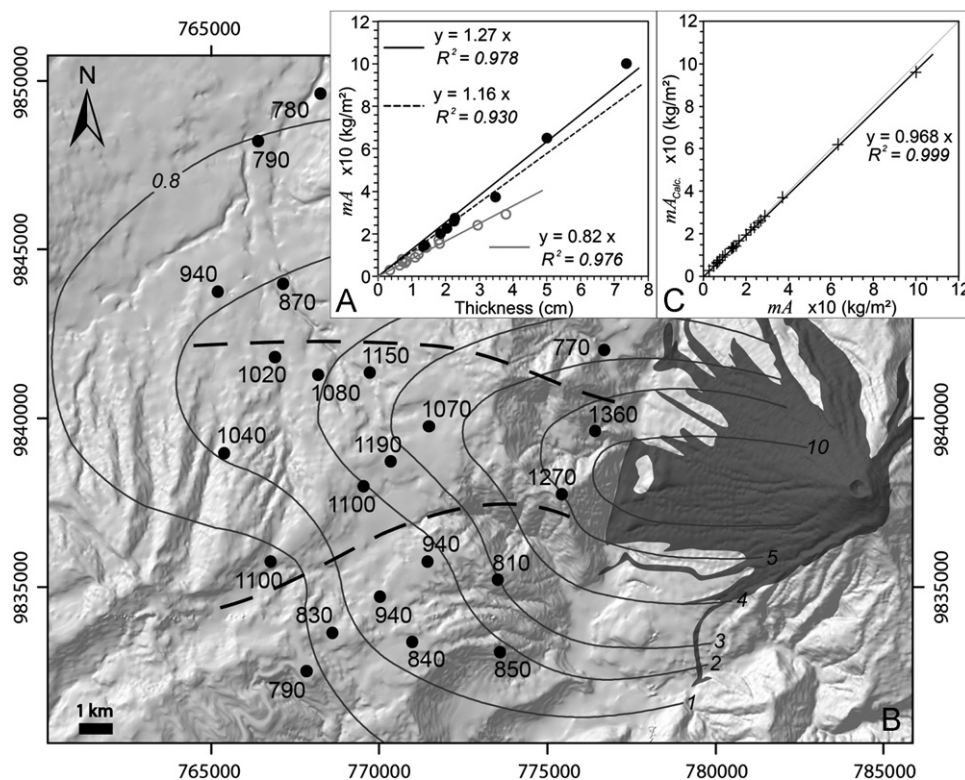 765000
9850000
9845000
9840000
9835000
N
780
790
0.8
940
870
1020
1080
1150
1040
1190
1070
1100
1100
770
1360
1270
10
940
810
940
830
840
850
790
5
4
3
2
1
1 km
B
9840000
9835000
765000
770000
775000
780000
785000
12
10
8
6
4
2
0
mA x10 (kg/m²)
y = 1.27 x
R² = 0.978
y = 1.16 x
R² = 0.930
y = 0.82 x
R² = 0.976
A
0 1 2 3 4 5 6 7 8
Thickness (cm)
12
10
8
6
4
2
0
mACalc. x10 (kg/m²)
y = 0.968 x
R² = 0.999
C
0 2 4 6 8 10 12
mA x10 (kg/m²)